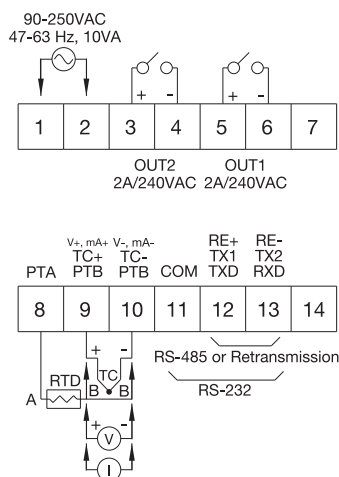 90-250VAC
47-63 Hz, 10VA
+ - + -
1 2 3 4 5 6 7
OUT2 OUT1
2A/240VAC 2A/240VAC
V+, mA+ V-, mA- RE+ RE-
TC+ TC- TX1 TX2
PTA PTB PTB COM TXD RXD
8 9 10 11 12 13 14
+ -
RS-485 or Retransmission
TC
RTD
A B B
RS-232
+ V -
I